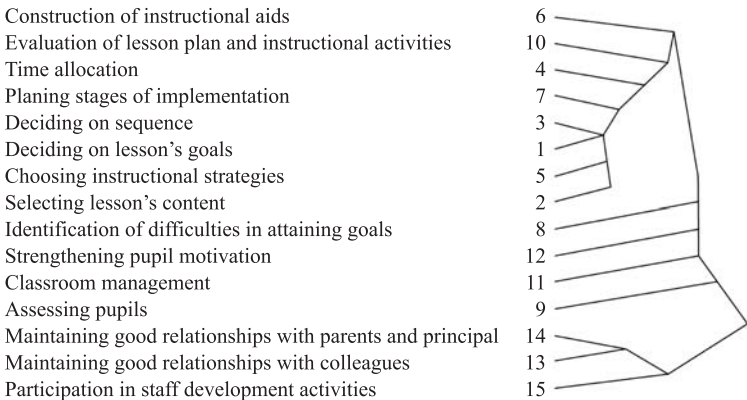 Construction of instructional aids 6
Evaluation of lesson plan and instructional activities 10
Time allocation 4
Planing stages of implementation 7
Deciding on sequence 3
Deciding on lesson's goals 1
Choosing instructional strategies 5
Selecting lesson's content 2
Identification of difficulties in attaining goals 8
Strengthening pupil motivation 12
Classroom management 11
Assessing pupils 9
Maintaining good relationships with parents and principal 14
Maintaining good relationships with colleagues 13
Participation in staff development activities 15